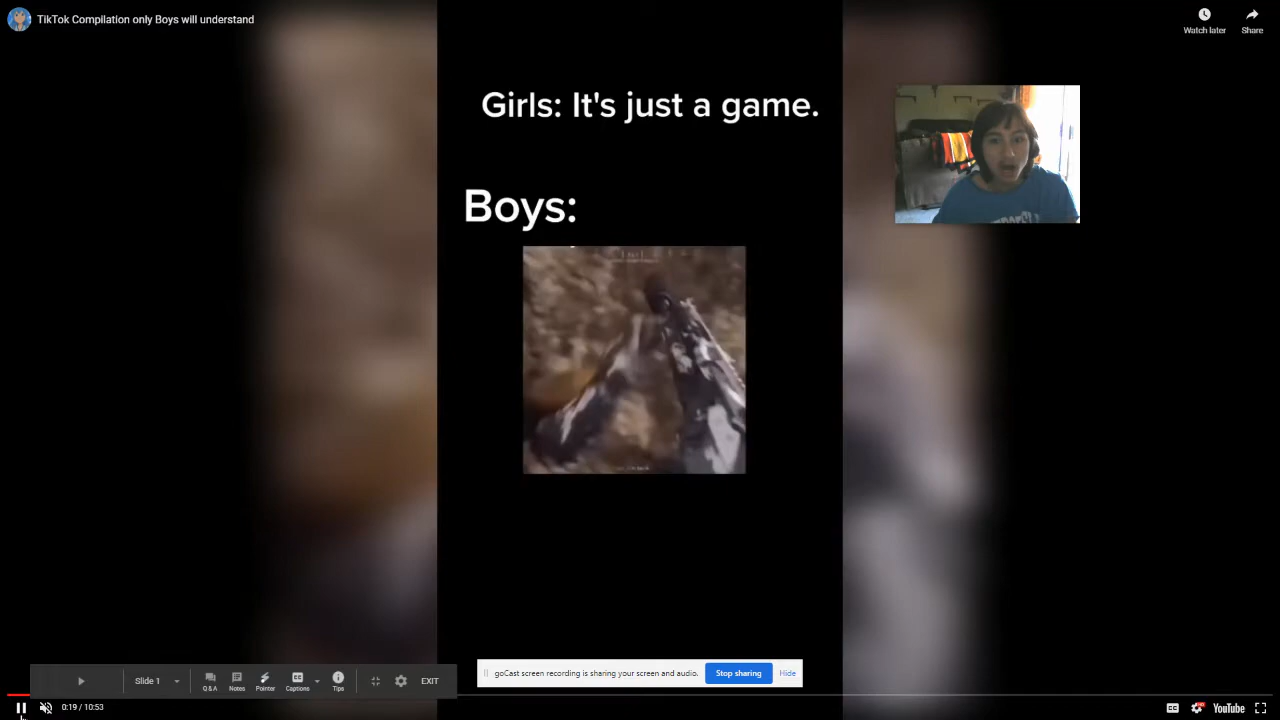 TikTok Compilation only Boys will understand
Watch later
Share
Girls: It's just a game.
Boys:
goCast screen recording is sharing your screen and audio.
Stop sharing
Hide
Slide 1
Q&A
Notes
Pointer
Captions
Tips
EXIT
0:19 / 10:53
CC
HD
YouTube